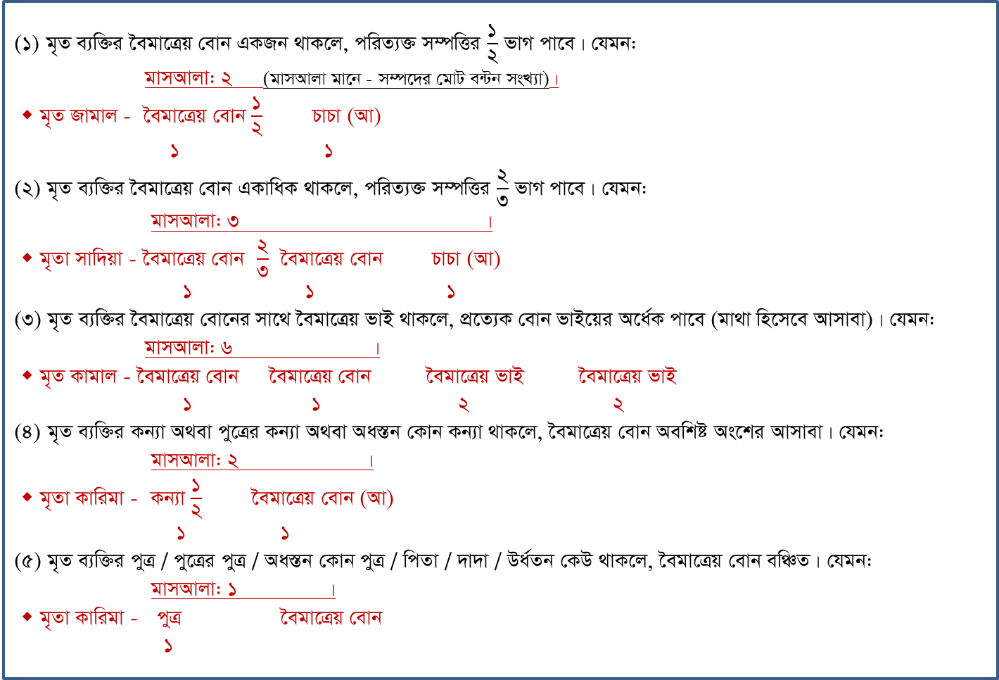 (১) মৃত ব্যক্তির বৈমাত্রেয় বোন একজন থাকলে, পরিত্যক্ত সম্পত্তির ১/২ ভাগ পাবে। যেমন:
মাসআলা: ২ (মাসআলা মানে - সম্পদের মোট বন্টন সংখ্যা) ।
◆ মৃত জামাল - বৈমাত্রেয় বোন ১/২ চাচা (আ)
১ ১
(২) মৃত ব্যক্তির বৈমাত্রেয় বোন একাধিক থাকলে, পরিত্যক্ত সম্পত্তির ২/৩ ভাগ পাবে। যেমন:
মাসআলা: ৩ ।
◆ মৃতা সাদিয়া - বৈমাত্রেয় বোন ২/৩ বৈমাত্রেয় বোন চাচা (আ)
১ ১ ১
(৩) মৃত ব্যক্তির বৈমাত্রেয় বোনের সাথে বৈমাত্রেয় ভাই থাকলে, প্রত্যেক বোন ভাইয়ের অর্ধেক পাবে (মাথা হিসেবে আসাবা)। যেমন:
মাসআলা: ৬ ।
◆ মৃত কামাল - বৈমাত্রেয় বোন বৈমাত্রেয় বোন বৈমাত্রেয় ভাই বৈমাত্রেয় ভাই
১ ১ ২ ২
(৪) মৃত ব্যক্তির কন্যা অথবা পুত্রের কন্যা অথবা অধস্তন কোন কন্যা থাকলে, বৈমাত্রেয় বোন অবশিষ্ট অংশের আসাবা। যেমন:
মাসআলা: ২ ।
◆ মৃতা কারিমা - কন্যা ১/২ বৈমাত্রেয় বোন (আ)
১ ১
(৫) মৃত ব্যক্তির পুত্র / পুত্রের পুত্র / অধস্তন কোন পুত্র / পিতা / দাদা / উর্ধতন কেউ থাকলে, বৈমাত্রেয় বোন বঞ্চিত। যেমন:
মাসআলা: ১ ।
◆ মৃতা কারিমা - পুত্র বৈমাত্রেয় বোন
১